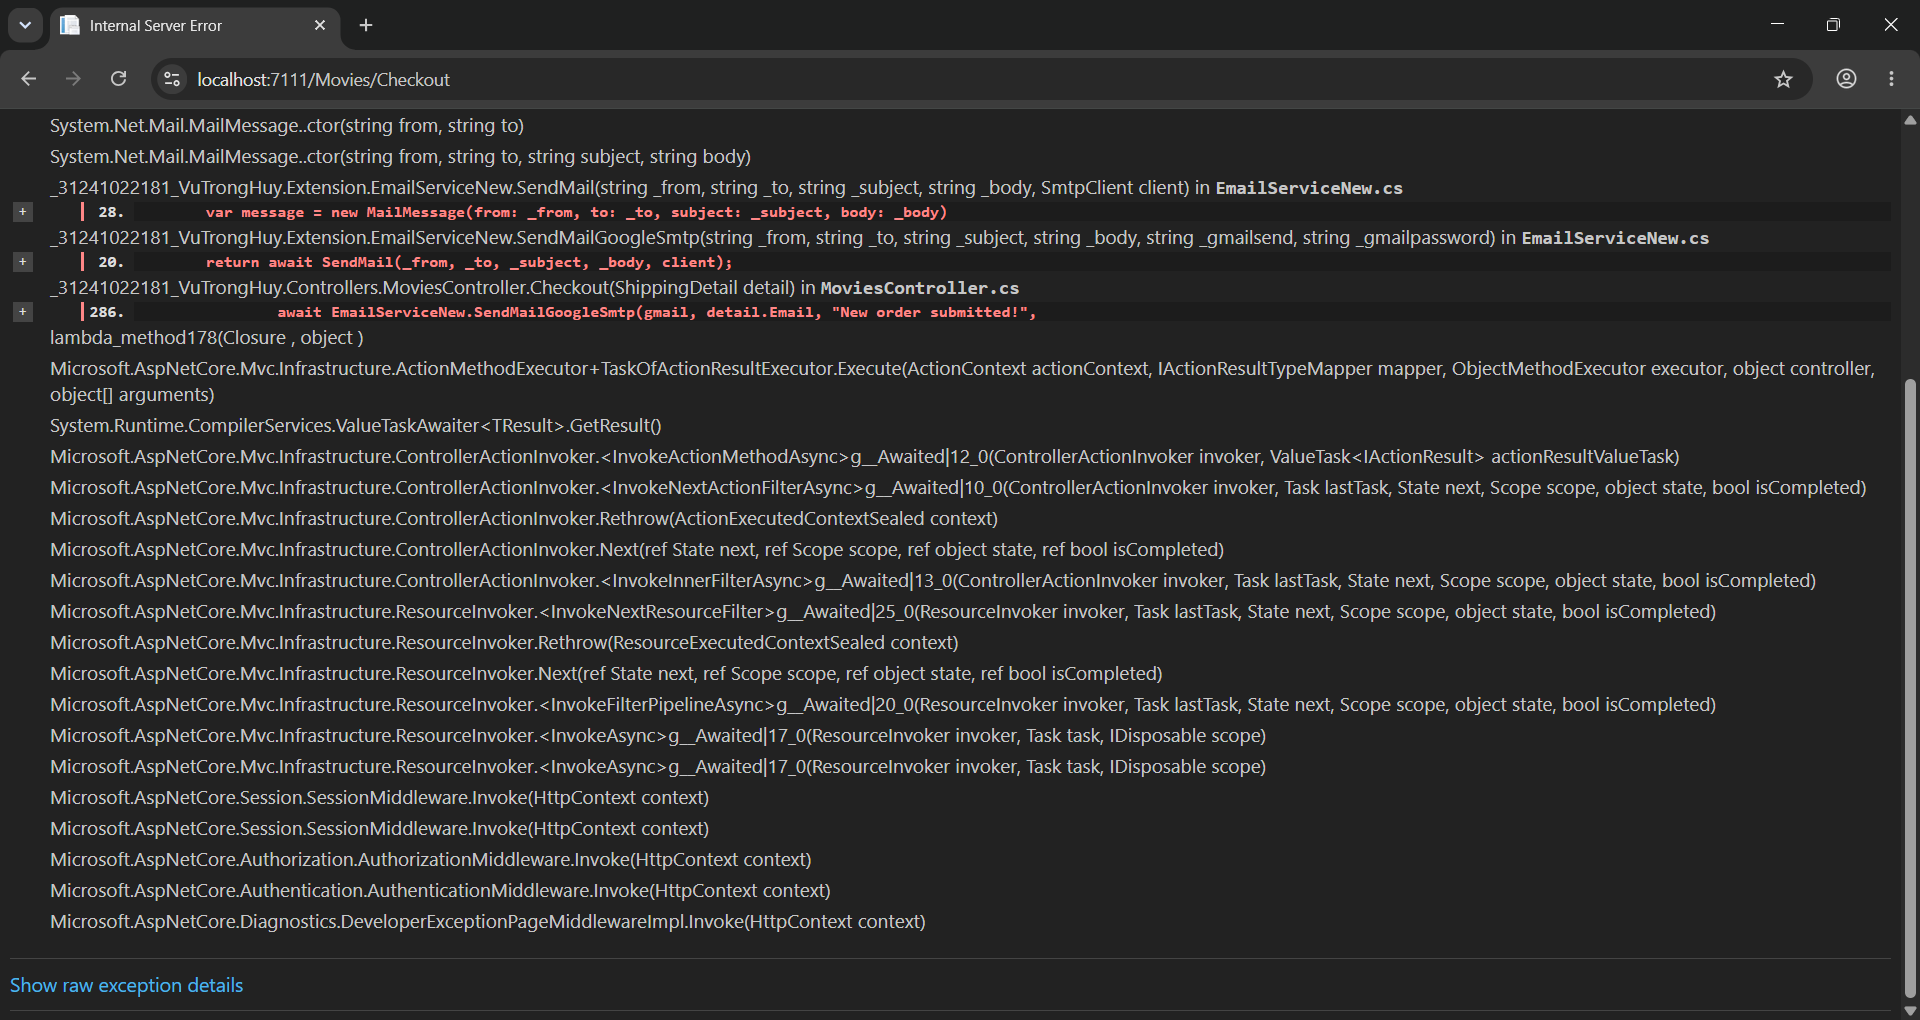 Internal Server Error
localhost:7111/Movies/Checkout
System.Net.Mail.MailMessage..ctor(string from, string to)
System.Net.Mail.MailMessage..ctor(string from, string to, string subject, string body)
_31241022181_VuTrongHuy.Extension.EmailServiceNew.SendMail(string _from, string _to, string _subject, string _body, SmtpClient client) in EmailServiceNew.cs
+ 28. var message = new MailMessage(from: _from, to: _to, subject: _subject, body: _body)
_31241022181_VuTrongHuy.Extension.EmailServiceNew.SendMailGoogleSmtp(string _from, string _to, string _subject, string _body, string _gmailsend, string _gmailpassword) in EmailServiceNew.cs
+ 20. return await SendMail(_from, _to, _subject, _body, client);
_31241022181_VuTrongHuy.Controllers.MoviesController.Checkout(ShippingDetail detail) in MoviesController.cs
+ 286. await EmailServiceNew.SendMailGoogleSmtp(gmail, detail.Email, "New order submitted!",
lambda_method178(Closure , object )
Microsoft.AspNetCore.Mvc.Infrastructure.ActionMethodExecutor+TaskOfActionResultExecutor.Execute(ActionContext actionContext, IActionResultTypeMapper mapper, ObjectMethodExecutor executor, object controller,
object[] arguments)
System.Runtime.CompilerServices.ValueTaskAwaiter<TResult>.GetResult()
Microsoft.AspNetCore.Mvc.Infrastructure.ControllerActionInvoker.<InvokeActionMethodAsync>g__Awaited|12_0(ControllerActionInvoker invoker, ValueTask<IActionResult> actionResultValueTask)
Microsoft.AspNetCore.Mvc.Infrastructure.ControllerActionInvoker.<InvokeNextActionFilterAsync>g__Awaited|10_0(ControllerActionInvoker invoker, Task lastTask, State next, Scope scope, object state, bool isCompleted)
Microsoft.AspNetCore.Mvc.Infrastructure.ControllerActionInvoker.Rethrow(ActionExecutedContextSealed context)
Microsoft.AspNetCore.Mvc.Infrastructure.ControllerActionInvoker.Next(ref State next, ref Scope scope, ref object state, ref bool isCompleted)
Microsoft.AspNetCore.Mvc.Infrastructure.ControllerActionInvoker.<InvokeInnerFilterAsync>g__Awaited|13_0(ControllerActionInvoker invoker, Task lastTask, State next, Scope scope, object state, bool isCompleted)
Microsoft.AspNetCore.Mvc.Infrastructure.ResourceInvoker.<InvokeNextResourceFilter>g__Awaited|25_0(ResourceInvoker invoker, Task lastTask, State next, Scope scope, object state, bool isCompleted)
Microsoft.AspNetCore.Mvc.Infrastructure.ResourceInvoker.Rethrow(ResourceExecutedContextSealed context)
Microsoft.AspNetCore.Mvc.Infrastructure.ResourceInvoker.Next(ref State next, ref Scope scope, ref object state, ref bool isCompleted)
Microsoft.AspNetCore.Mvc.Infrastructure.ResourceInvoker.<InvokeFilterPipelineAsync>g__Awaited|20_0(ResourceInvoker invoker, Task lastTask, State next, Scope scope, object state, bool isCompleted)
Microsoft.AspNetCore.Mvc.Infrastructure.ResourceInvoker.<InvokeAsync>g__Awaited|17_0(ResourceInvoker invoker, Task task, IDisposable scope)
Microsoft.AspNetCore.Mvc.Infrastructure.ResourceInvoker.<InvokeAsync>g__Awaited|17_0(ResourceInvoker invoker, Task task, IDisposable scope)
Microsoft.AspNetCore.Session.SessionMiddleware.Invoke(HttpContext context)
Microsoft.AspNetCore.Session.SessionMiddleware.Invoke(HttpContext context)
Microsoft.AspNetCore.Authorization.AuthorizationMiddleware.Invoke(HttpContext context)
Microsoft.AspNetCore.Authentication.AuthenticationMiddleware.Invoke(HttpContext context)
Microsoft.AspNetCore.Diagnostics.DeveloperExceptionPageMiddlewareImpl.Invoke(HttpContext context)
Show raw exception details